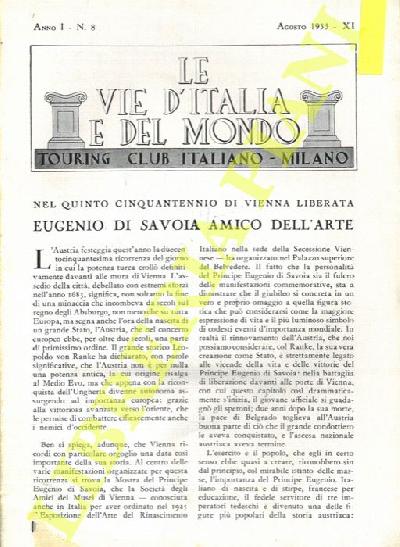 Anno I - N. 8
Agosto 1933 - XI
LE
VIE D'ITALIA
E DEL MONDO
TOURING CLUB ITALIANO - MILANO
NEL QUINTO CINQUANTENNIO DI VIENNA LIBERATA
EUGENIO DI SAVOIA AMICO DELL'ARTE
L'Austria festeggia quest'anno la duecen-
tocinquantesima ricorrenza del giorno
in cui la potenza turca crollò definiti-
vamente davanti alle mura di Vienna. L'as-
sedio della città, debellato con estremi sforzi
nell'anno 1683, significa, non soltanto la fine
di una minaccia che incombeva da secoli sul
regno degli Absburgo, non meno che su tutta
Europa, ma segna anche l'ora della nascita di
un grande Stato, l'Austria, che nel concerto
europeo ebbe, per oltre due secoli, una parte
di primissimo ordine. Il grande storico Leo-
poldo von Ranke ha dichiarato, con parole
significative, che l'Austria non è per nulla
una potenza antica, la cui origine risalga
al Medio Evo, ma che appena con la ricon-
quista dell'Ungheria divenne
grazie alla
vittoriosa avanzata verso l'oriente, che
le permise di combattere efficacemente anche
i nemici d'occidente.
Ben si spiega, adunque, che Vienna ri-
cordi con particolare orgoglio una data così
importante della sua storia. Al centro delle
varie manifestazioni organizzate per questa
ricorrenza si trova la Mostra del Principe
Eugenio di Savoia, che la Società degli
Amici dei Musei di Vienna — conosciuta
anche in Italia per aver ordinato nel 1925
l'Esposizione dell'Arte del Rinascimento
Italiano nella sede della Secessione Vien-
nese — ha organizzato nel Palazzo superiore
del Belvedere. Il fatto che la personalità
del Principe Eugenio di Savoia sia il fulcro
delle manifestazioni commemorative, sta a
dimostrare che il giubileo si concreta in un
vero e proprio omaggio a quella figura sto-
rica che può considerarsi come la maggiore
espressione di vita e il più luminoso simbolo
di codesti eventi d'importanza mondiale. In
realtà il rinnovamento dell'Austria, che noi
possiamo considerare, col Ranke, la sua vera
creazione come Stato, è strettamente legato
alle vicende della vita e delle vittorie del
Principe Eugenio di Savoia: nella battaglia
di liberazione davanti alle porte di Vienna,
con cui questo capitolo così drammatica-
mente s'inizia, il giovane ufficiale si guada-
gnò gli speroni; due anni dopo la sua morte,
la pace di Belgrado toglieva all'Austria
buona parte di ciò che il grande condottiero
le aveva conquistato, e l'ascesa nazionale
austriaca aveva termine.
L'esercito e il popolo, che egli in certo
senso ebbe quasi a creare, riconobbero sin
dal principio, col mirabile istinto delle mas-
se, l'importanza del Principe Eugenio. Ita-
liano di nascita e di stirpe, francese per
educazione, il fedele servitore di tre im-
peratori tedeschi è divenuto una delle fi-
gure più popolari della storia austriaca: